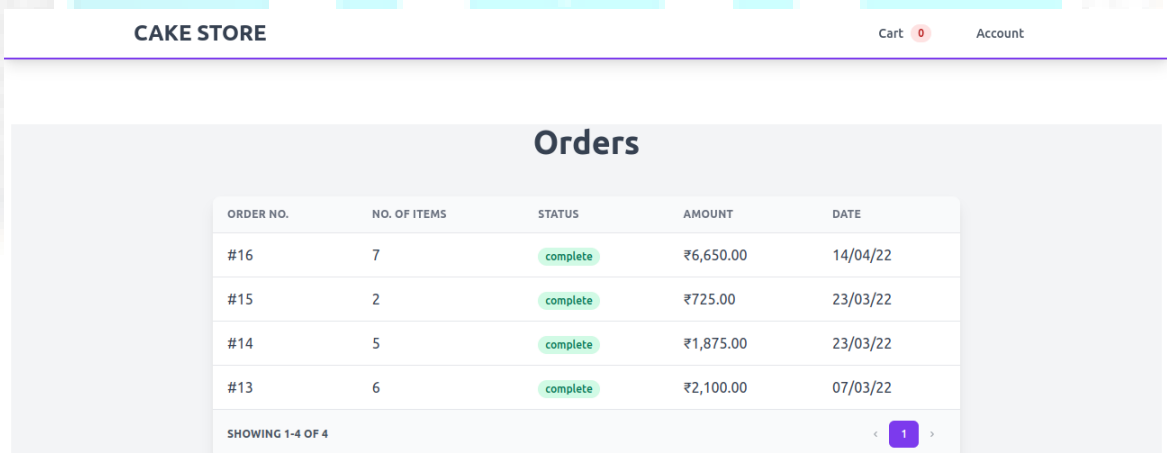 CAKE STORE Cart 0 Account
Orders
ORDER NO. NO. OF ITEMS STATUS AMOUNT DATE
#16 7 complete ₹6,650.00 14/04/22
#15 2 complete ₹725.00 23/03/22
#14 5 complete ₹1,875.00 23/03/22
#13 6 complete ₹2,100.00 07/03/22
SHOWING 1-4 OF 4 ‹ 1 ›